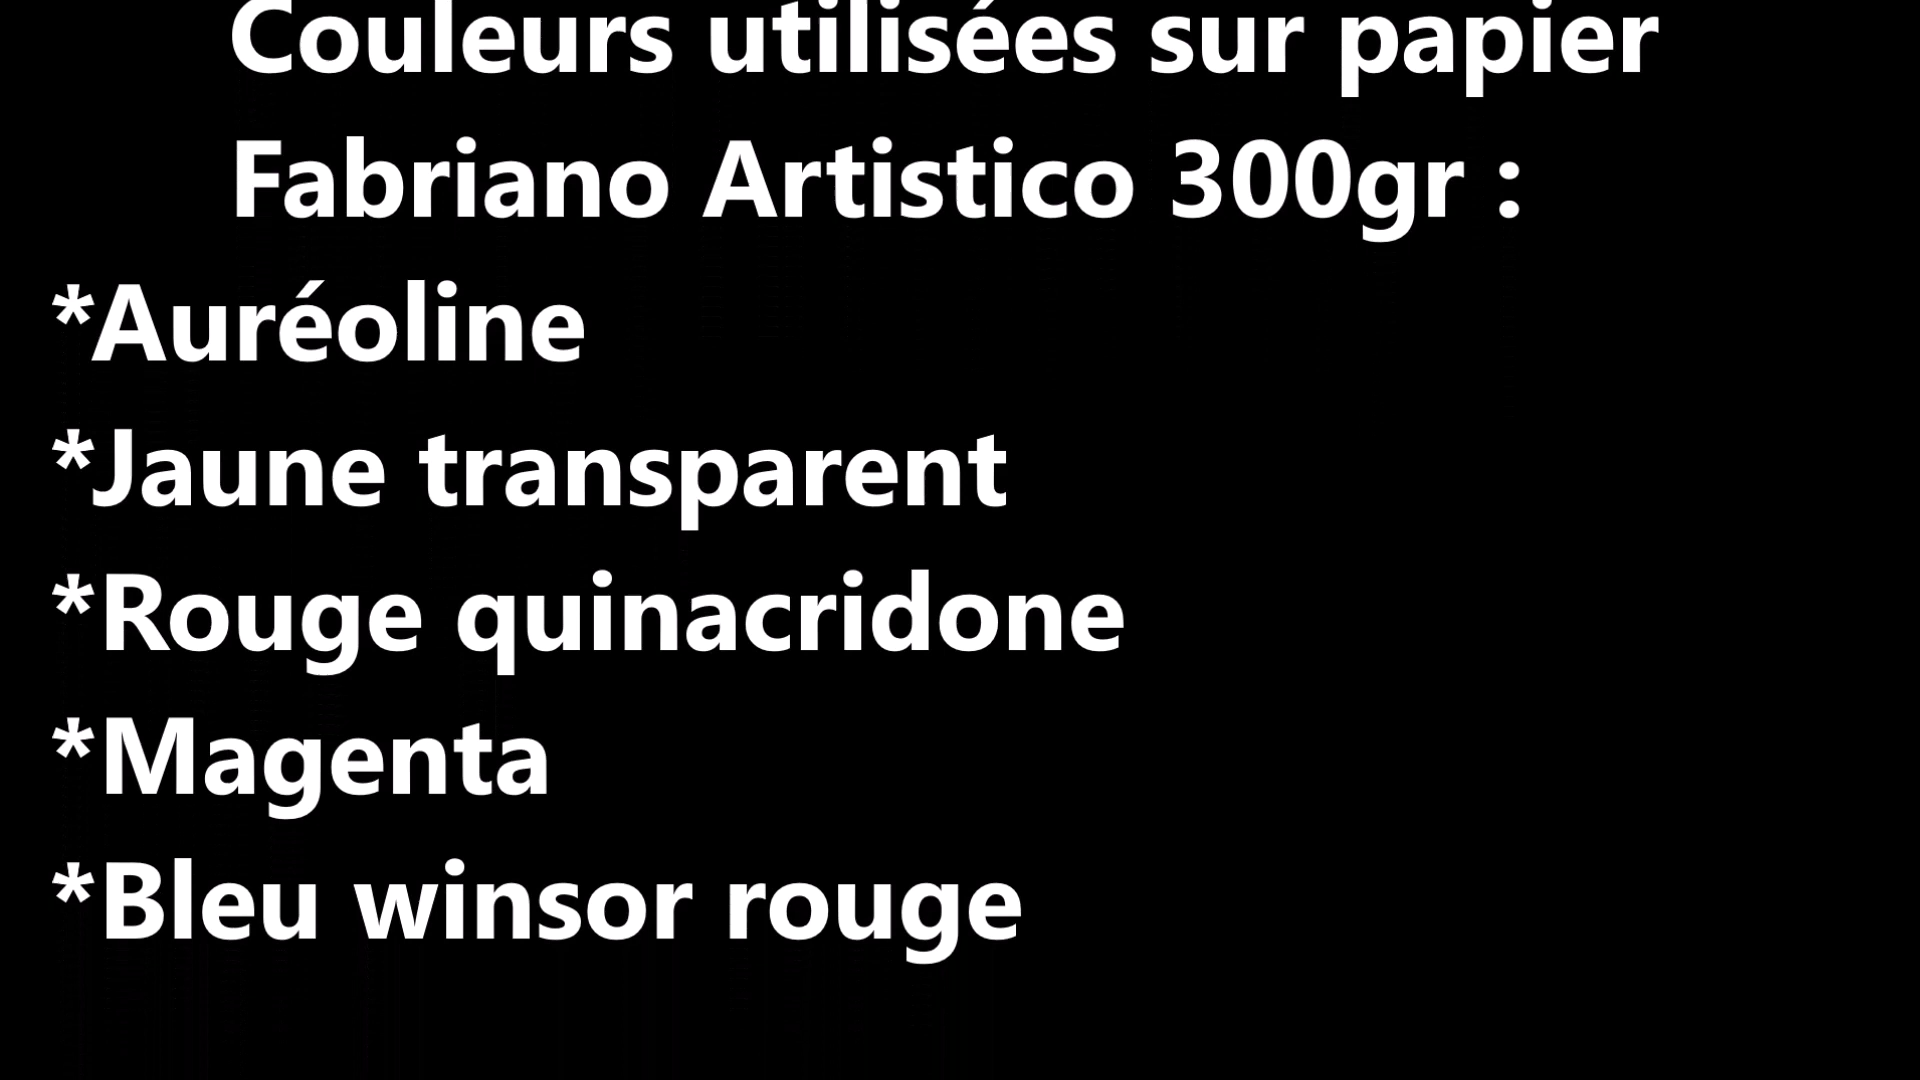 Couleurs utilisées sur papier
Fabriano Artistico 300gr :
*Auréoline
*Jaune transparent
*Rouge quinacridone
*Magenta
*Bleu winsor rouge